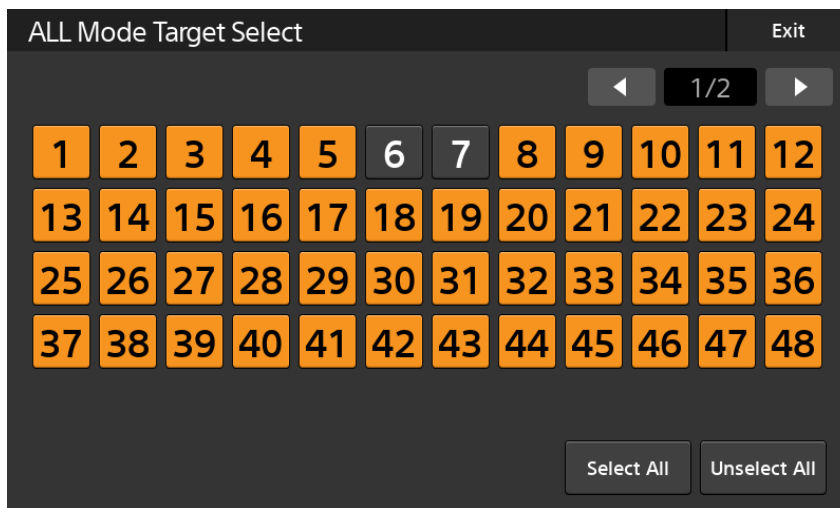 ALL Mode Target Select Exit
1/2
1 2 3 4 5 6 7 8 9 10 11 12
13 14 15 16 17 18 19 20 21 22 23 24
25 26 27 28 29 30 31 32 33 34 35 36
37 38 39 40 41 42 43 44 45 46 47 48
Select All Unselect All